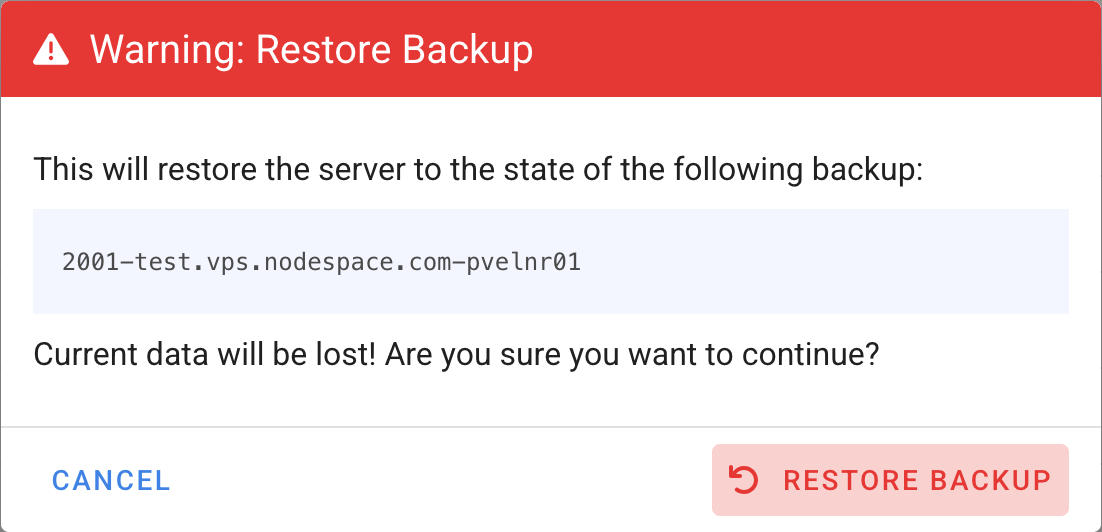 Warning: Restore Backup
This will restore the server to the state of the following backup:
2001-test.vps.nodespace.com-pvelnr01
Current data will be lost! Are you sure you want to continue?
CANCEL
RESTORE BACKUP